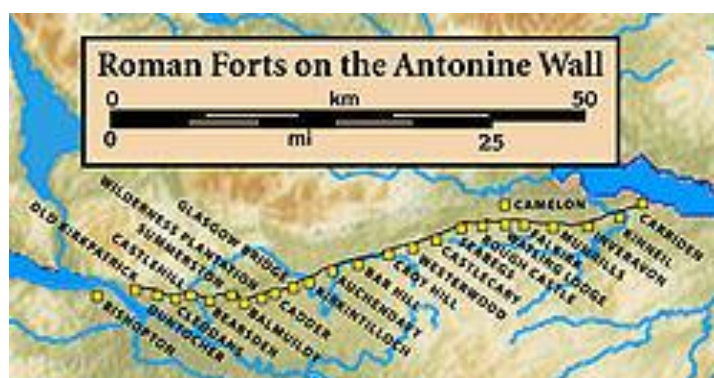 Roman Forts on the Antonine Wall
0 km 50
0 mi 25
OLD KIRKPATRICK
BISHOPTON
CASTLEHILL
DUNTOCHER
CLEDDANS
SUMMERSTON
BEARSDEN
WILDERNESS PLANTATION
BALMUILDY
GLASGOW BRIDGE
CADDER
KIRKINTILLOCH
AUCHENDAVY
BAR HILL
CROY HILL
WESTERWOOD
CASTLECARY
SEABEGS
ROUGH CASTLE
CAMELON
WATLING LODGE
FALKIRK
MUMRILLS
INVERAVON
KINNEIL
CARRIDEN